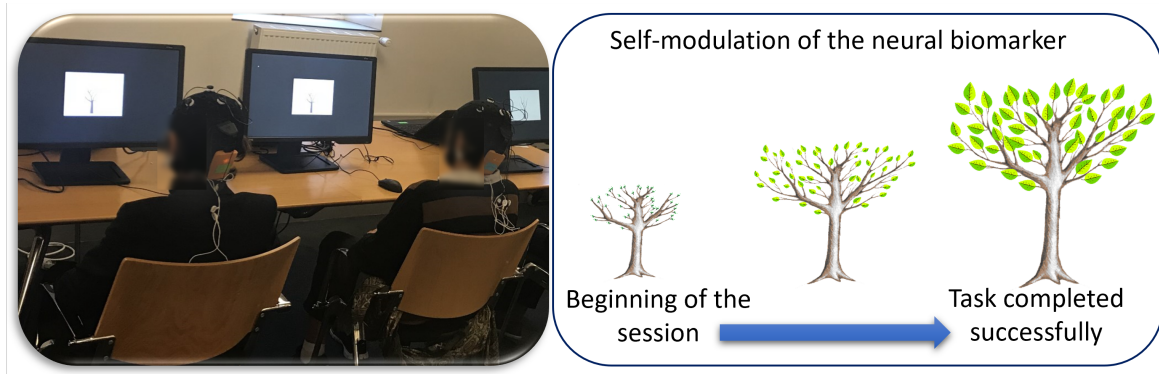 Self-modulation of the neural biomarker
Beginning of the
session
Task completed
successfully